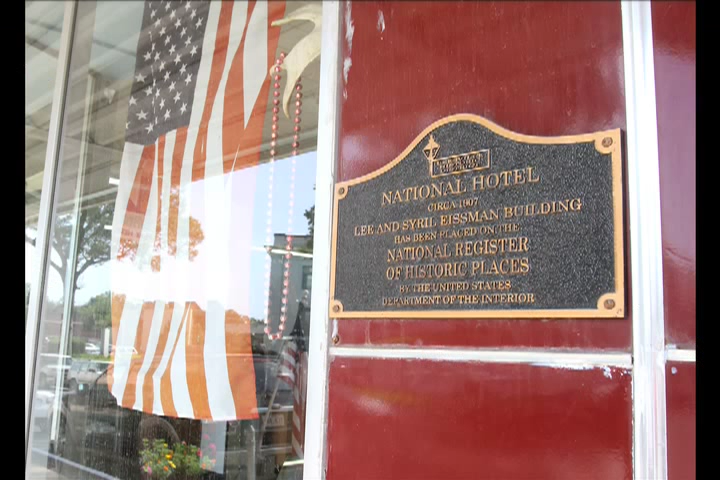 NATIONAL HOTEL
CIRCA 1907
LEE AND SYRIL EISSMAN BUILDING
HAS BEEN PLACED ON THE
NATIONAL REGISTER
OF HISTORIC PLACES
BY THE UNITED STATES
DEPARTMENT OF THE INTERIOR